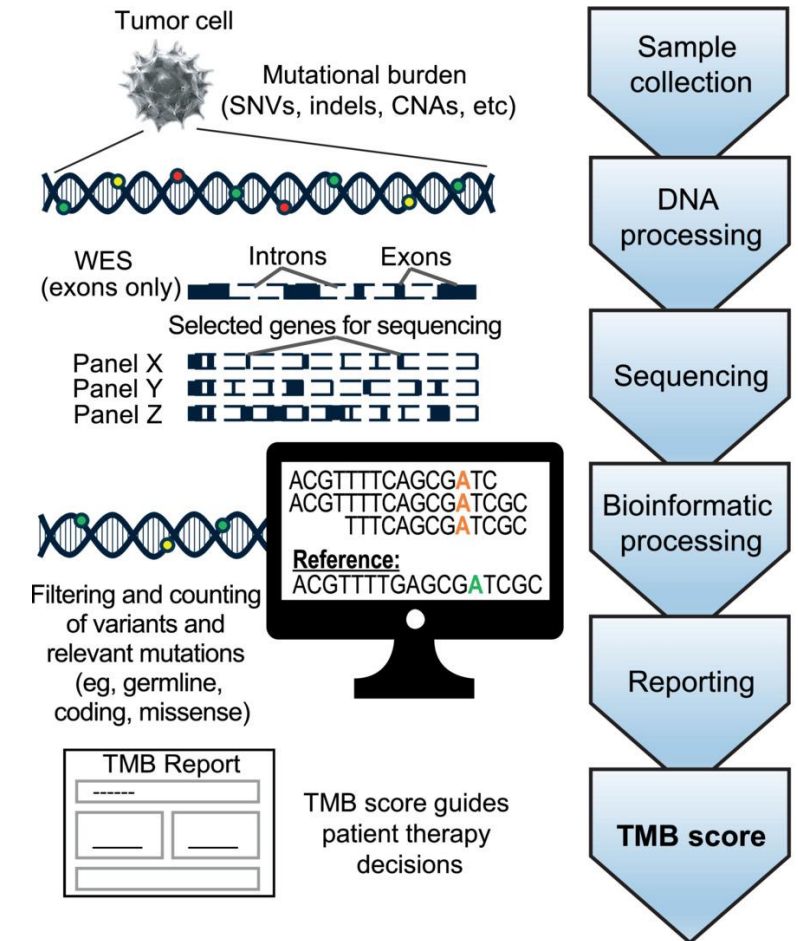 Tumor cell
Mutational burden
(SNVs, indels, CNAs, etc)
Sample
collection
DNA
processing
WES
(exons only)
Introns
Exons
Selected genes for sequencing
Panel X
Panel Y
Panel Z
Sequencing
ACGTTTTCAGCGATC
ACGTTTTCAGCGATCGC
TTTCAGCGATCGC
Reference:
ACGTTTTGAGCGATCGC
Bioinformatic
processing
Filtering and counting
of variants and
relevant mutations
(eg, germline,
coding, missense)
Reporting
TMB Report
TMB score guides
patient therapy
decisions
TMB score